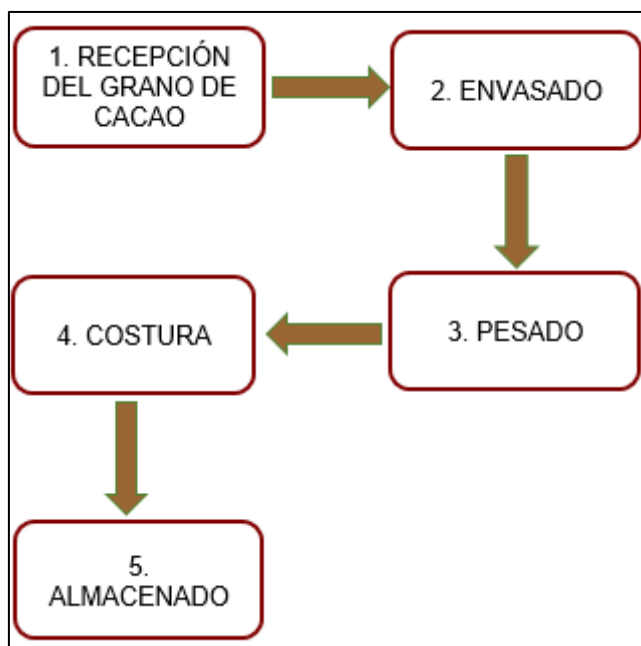 1. RECEPCIÓN
DEL GRANO DE
CACAO
2. ENVASADO
3. PESADO
4. COSTURA
5.
ALMACENADO